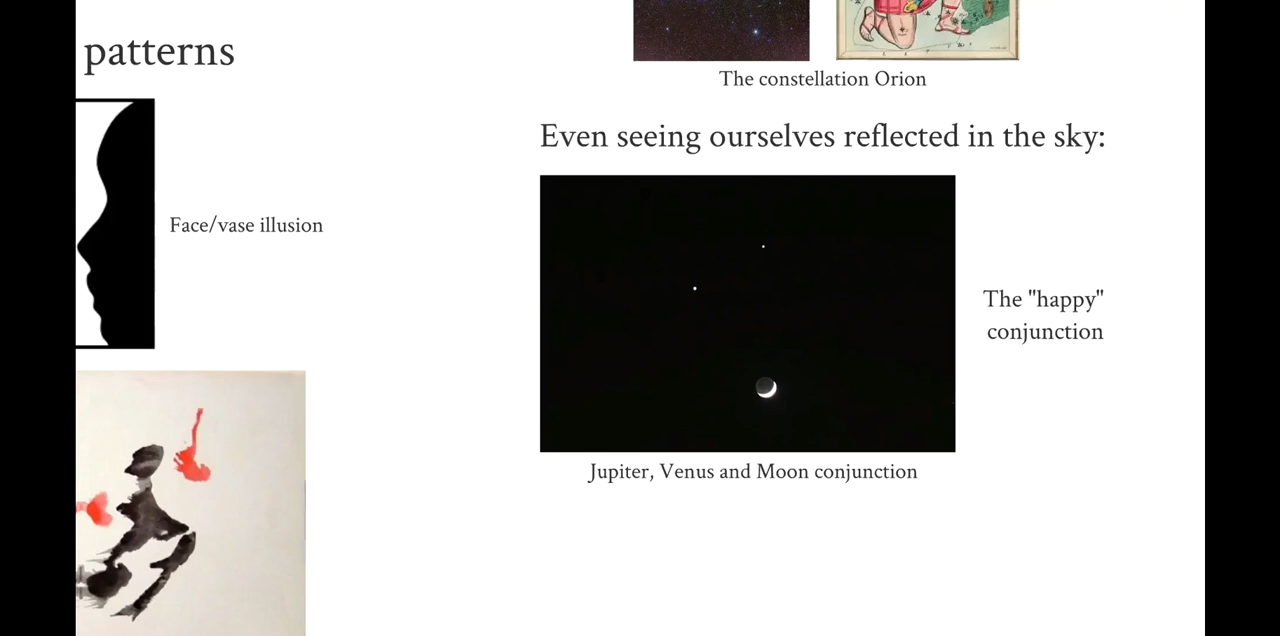 patterns
Face/vase illusion
The constellation Orion
Even seeing ourselves reflected in the sky:
The "happy"
conjunction
Jupiter, Venus and Moon conjunction